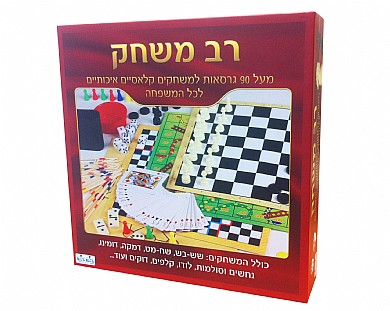 רב משחק
מעל 90 גרסאות למשחקים קלאסיים איכותיים
לכל המשפחה
כולל המשחקים: שש-בש, שח-מט, דמקה, דומינו,
נחשים וסולמות, לודו, קלפים, דוקים ועוד..